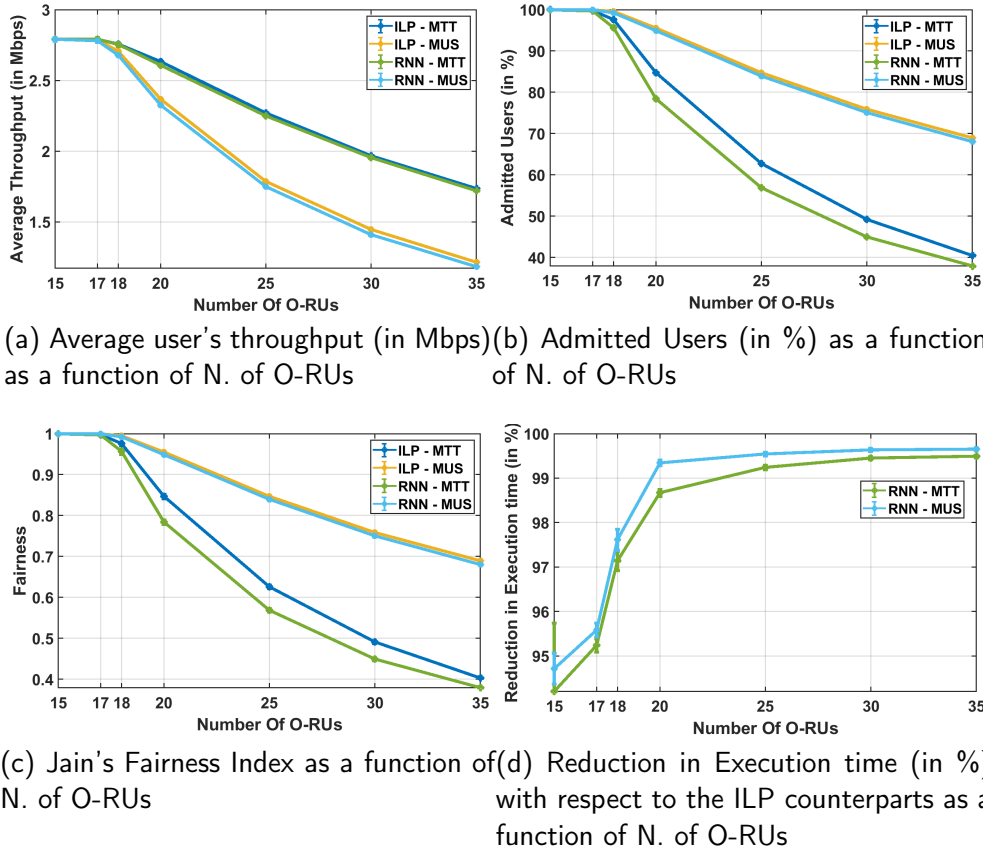 3
2.5
2
1.5
Average Throughput (in Mbps)
ILP - MTT
ILP - MUS
RNN - MTT
RNN - MUS
15 17 18 20 25 30 35
Number Of O-RUs
(a) Average user's throughput (in Mbps)
as a function of N. of O-RUs
100
90
80
70
60
50
40
Admitted Users (in %)
ILP - MTT
ILP - MUS
RNN - MTT
RNN - MUS
15 17 18 20 25 30 35
Number Of O-RUs
(b) Admitted Users (in %) as a function
of N. of O-RUs
1
0.9
0.8
0.7
0.6
0.5
0.4
Fairness
ILP - MTT
ILP - MUS
RNN - MTT
RNN - MUS
15 17 18 20 25 30 35
Number Of O-RUs
(c) Jain's Fairness Index as a function of
N. of O-RUs
100
99
98
97
96
95
Reduction in Execution time (in %)
RNN - MTT
RNN - MUS
15 17 18 20 25 30 35
Number Of O-RUs
(d) Reduction in Execution time (in %)
with respect to the ILP counterparts as a
function of N. of O-RUs